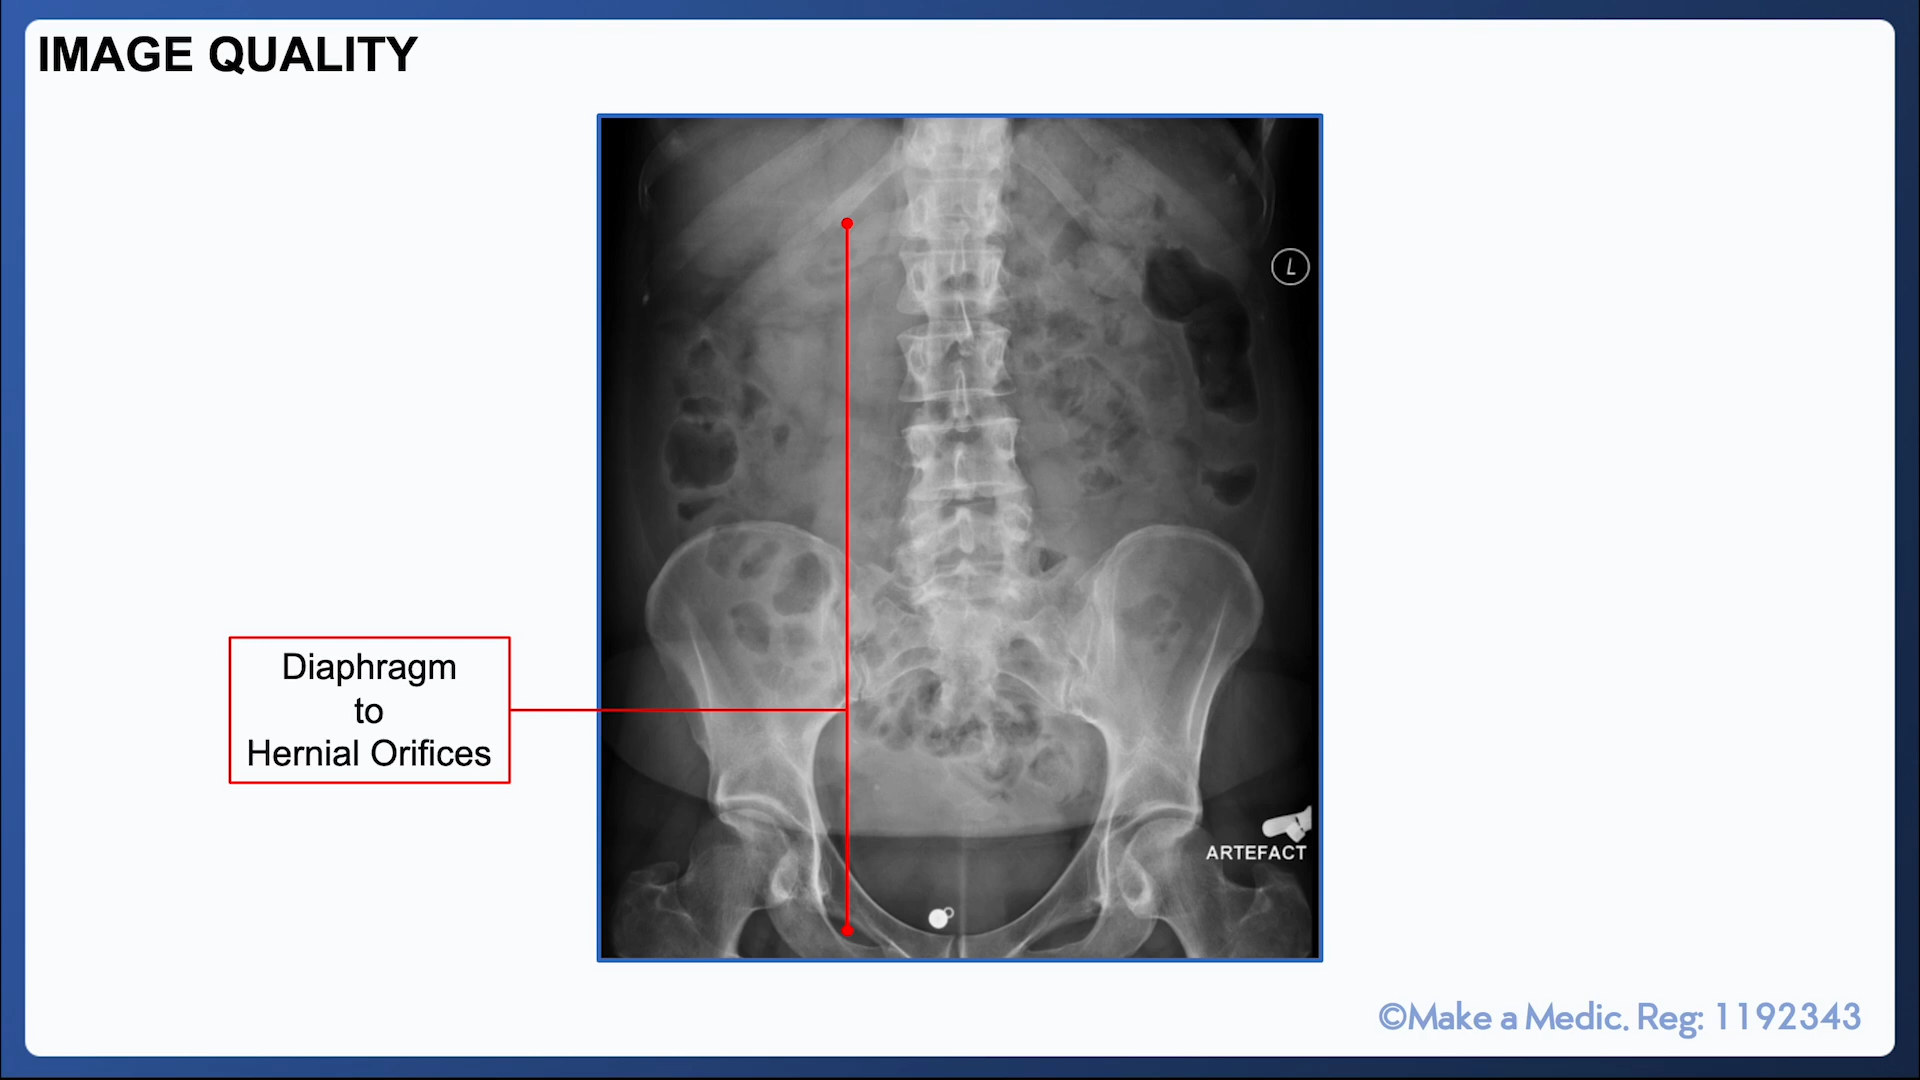 IMAGE QUALITY
L
Diaphragm
to
Hernial Orifices
ARTEFACT
©Make a Medic. Reg: 1192343